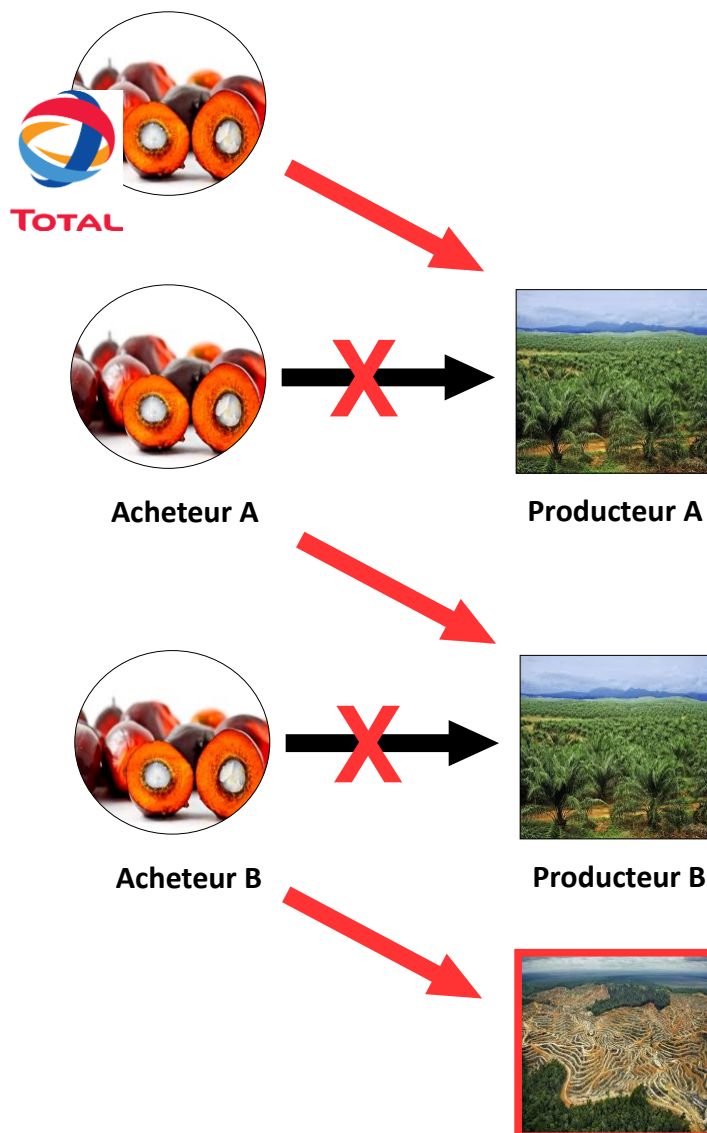 TOTAL
X
Acheteur A
Producteur A
X
Acheteur B
Producteur B